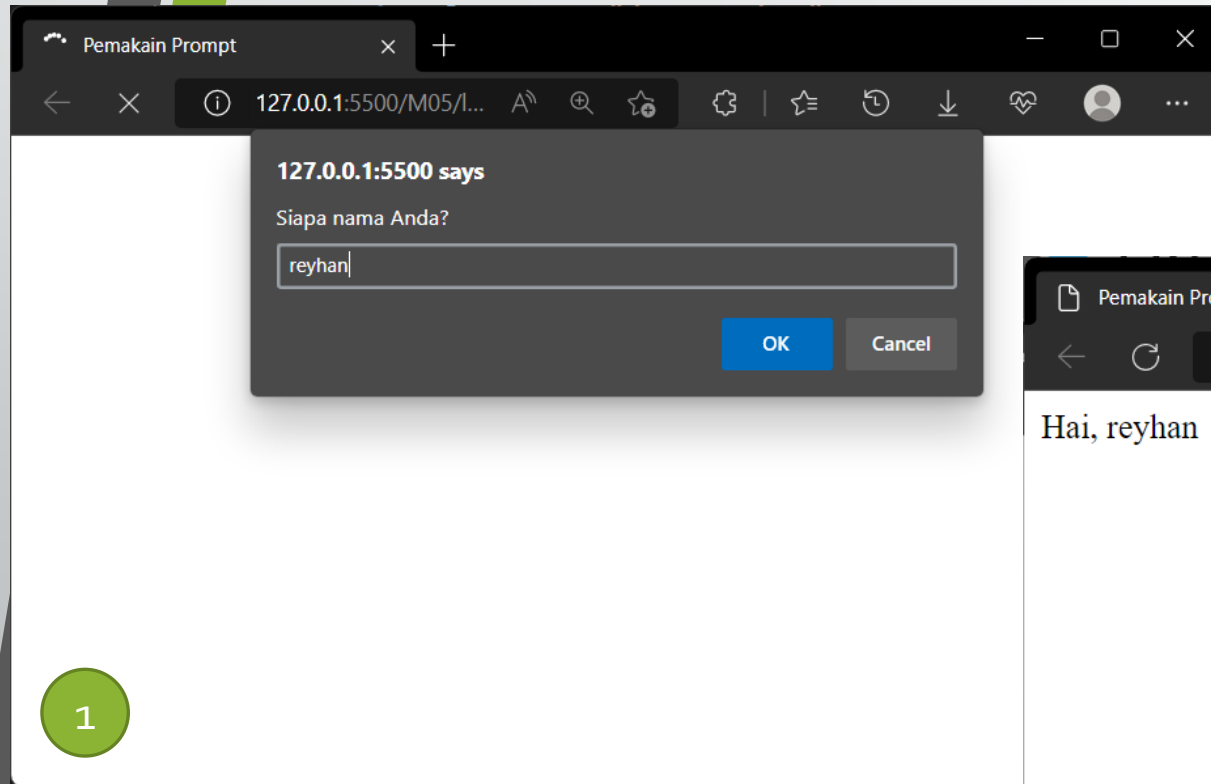 Pemakain Prompt
127.0.0.1:5500/M05/l...
127.0.0.1:5500 says
Siapa nama Anda?
reyhan
OK
Cancel
Pemakain Pr
Hai, reyhan
1